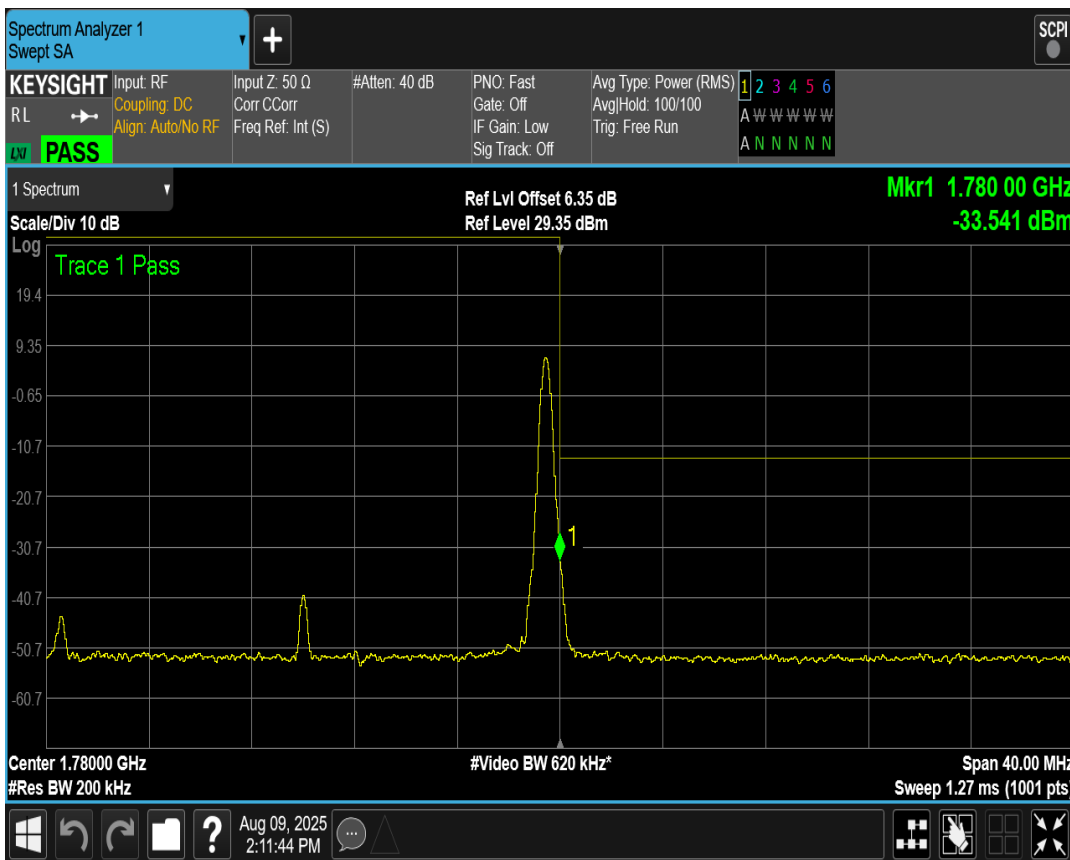 Spectrum Analyzer 1
Swept SA
+
SCPI
KEYSIGHT
RL
LXI
PASS
Input: RF
Coupling: DC
Align: Auto/No RF
Input Z: 50 Ω
Corr CCorr
Freq Ref: Int (S)
#Atten: 40 dB
PNO: Fast
Gate: Off
IF Gain: Low
Sig Track: Off
Avg Type: Power (RMS)
Avg|Hold: 100/100
Trig: Free Run
1 2 3 4 5 6
A W W W W W
A N N N N N
1 Spectrum
Scale/Div 10 dB
Ref Lvl Offset 6.35 dB
Ref Level 29.35 dBm
Mkr1 1.780 00 GHz
-33.541 dBm
Log
Trace 1 Pass
19.4
9.35
-0.65
-10.7
-20.7
-30.7
-40.7
-50.7
-60.7
1
Center 1.78000 GHz
#Res BW 200 kHz
#Video BW 620 kHz*
Span 40.00 MHz
Sweep 1.27 ms (1001 pts)
?
Aug 09, 2025
2:11:44 PM